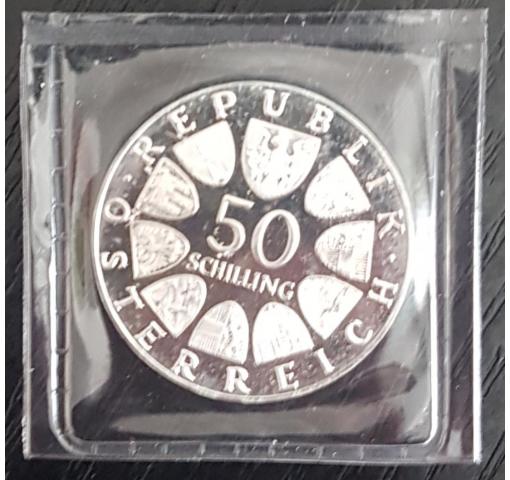 REPUBLIK
·
ÖSTERREICH
·
50
SCHILLING